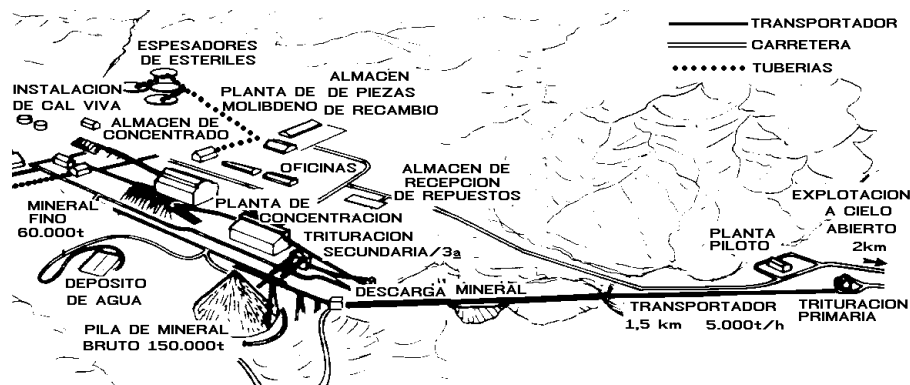 TRANSPORTADOR
CARRETERA
TUBERIAS
ESPESADORES
DE ESTERILES
INSTALACION
DE CAL VIVA
PLANTA DE
MOLIBDENO
ALMACEN
DE PIEZAS
DE RECAMBIO
ALMACEN DE
CONCENTRADO
OFICINAS
ALMACEN DE
RECEPCION
DE REPUESTOS
MINERAL
FINO
60.000t
PLANTA DE
CONCENTRACION
TRITURACION
SECUNDARIA/3a
EXPLOTACION
A CIELO
ABIERTO
2km
PLANTA
PILOTO
DEPOSITO
DE AGUA
DESCARGA MINERAL
PILA DE MINERAL
BRUTO 150.000t
TRANSPORTADOR
1,5 km 5.000t/h
TRITURACION
PRIMARIA